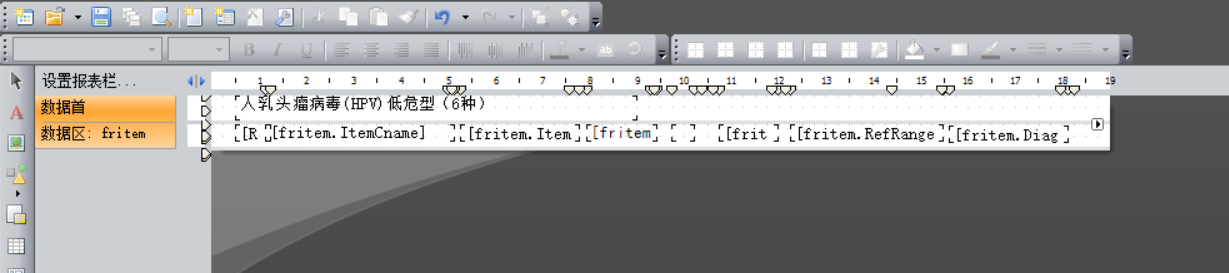 B I U ab
设置报表栏...
1 2 3 4 5 6 7 8 9 10 11 12 13 14 15 16 17 18 19
数据首
人乳头瘤病毒(HPV)低危型（6种）
数据区: fritem
[R [fritem.ItemCname] [fritem.Item [fritem [ ] [frit [fritem.RefRange [fritem.Diag